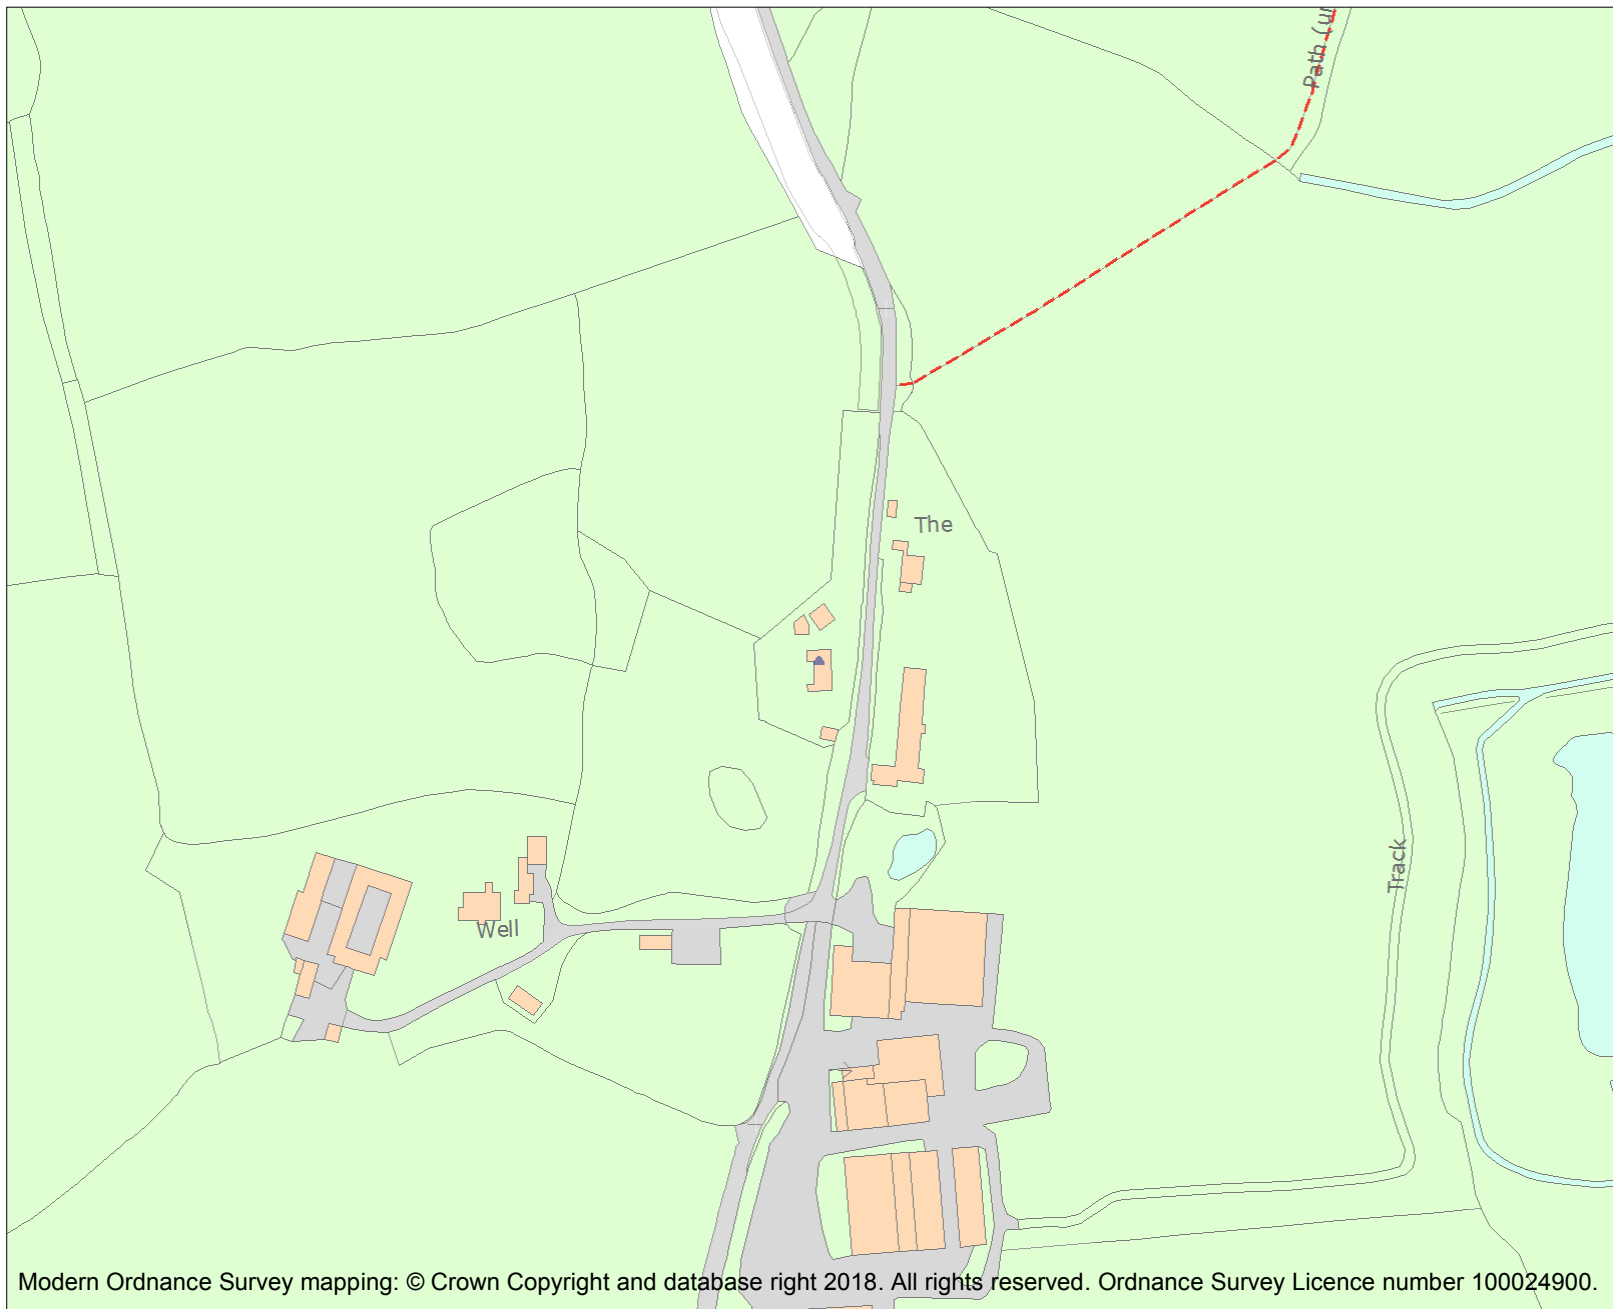 Path (u
The
Track
Well
Modern Ordnance Survey mapping: © Crown Copyright and database right 2018. All rights reserved. Ordnance Survey Licence number 100024900.